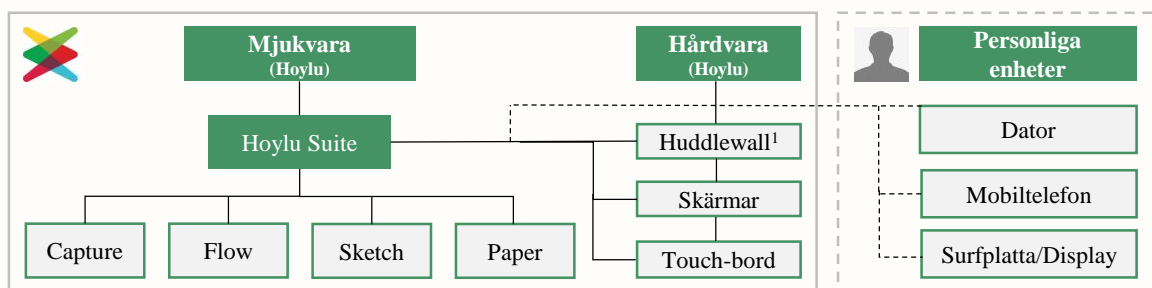 Mjukvara
(Hoylu)
Hårdvara
(Hoylu)
Personliga
enheter
Hoylu Suite
Huddlewall¹
Dator
Skärmar
Mobiltelefon
Capture
Flow
Sketch
Paper
Touch-bord
Surfplatta/Display